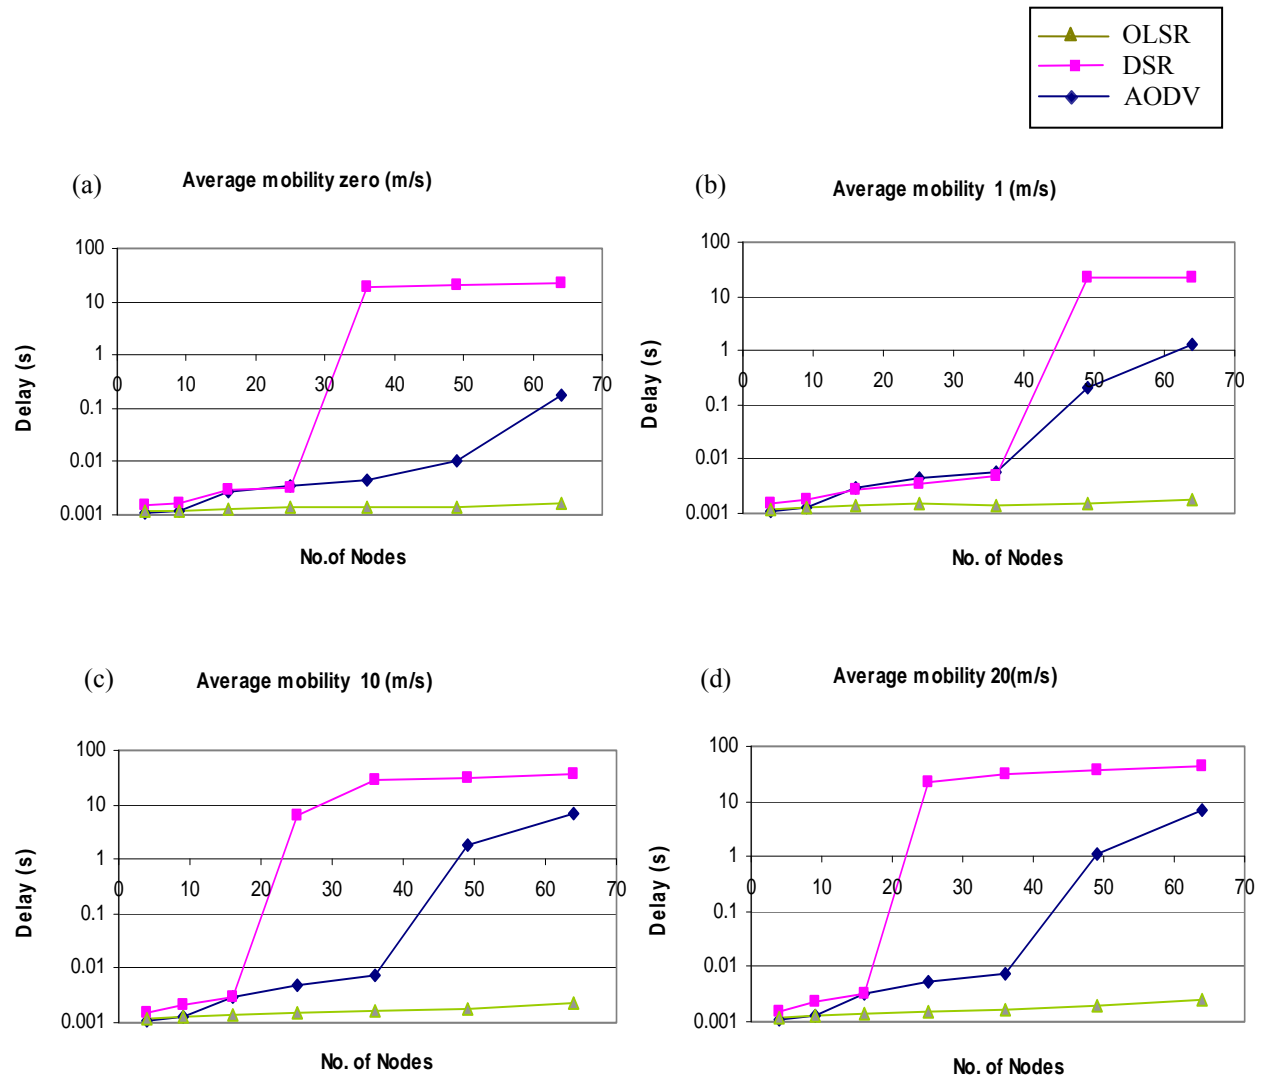 OLSR
DSR
AODV
(a)
Average mobility zero (m/s)
100
10
1
0.1
0.01
0.001
0 10 20 30 40 50 60 70
Delay (s)
No.of Nodes
(b)
Average mobility 1 (m/s)
100
10
1
0.1
0.01
0.001
0 10 20 30 40 50 60 70
Delay (s)
No. of Nodes
(c)
Average mobility 10 (m/s)
100
10
1
0.1
0.01
0.001
0 10 20 30 40 50 60 70
Delay (s)
No. of Nodes
(d)
Average mobility 20(m/s)
100
10
1
0.1
0.01
0.001
0 10 20 30 40 50 60 70
Delay (s)
No. of Nodes